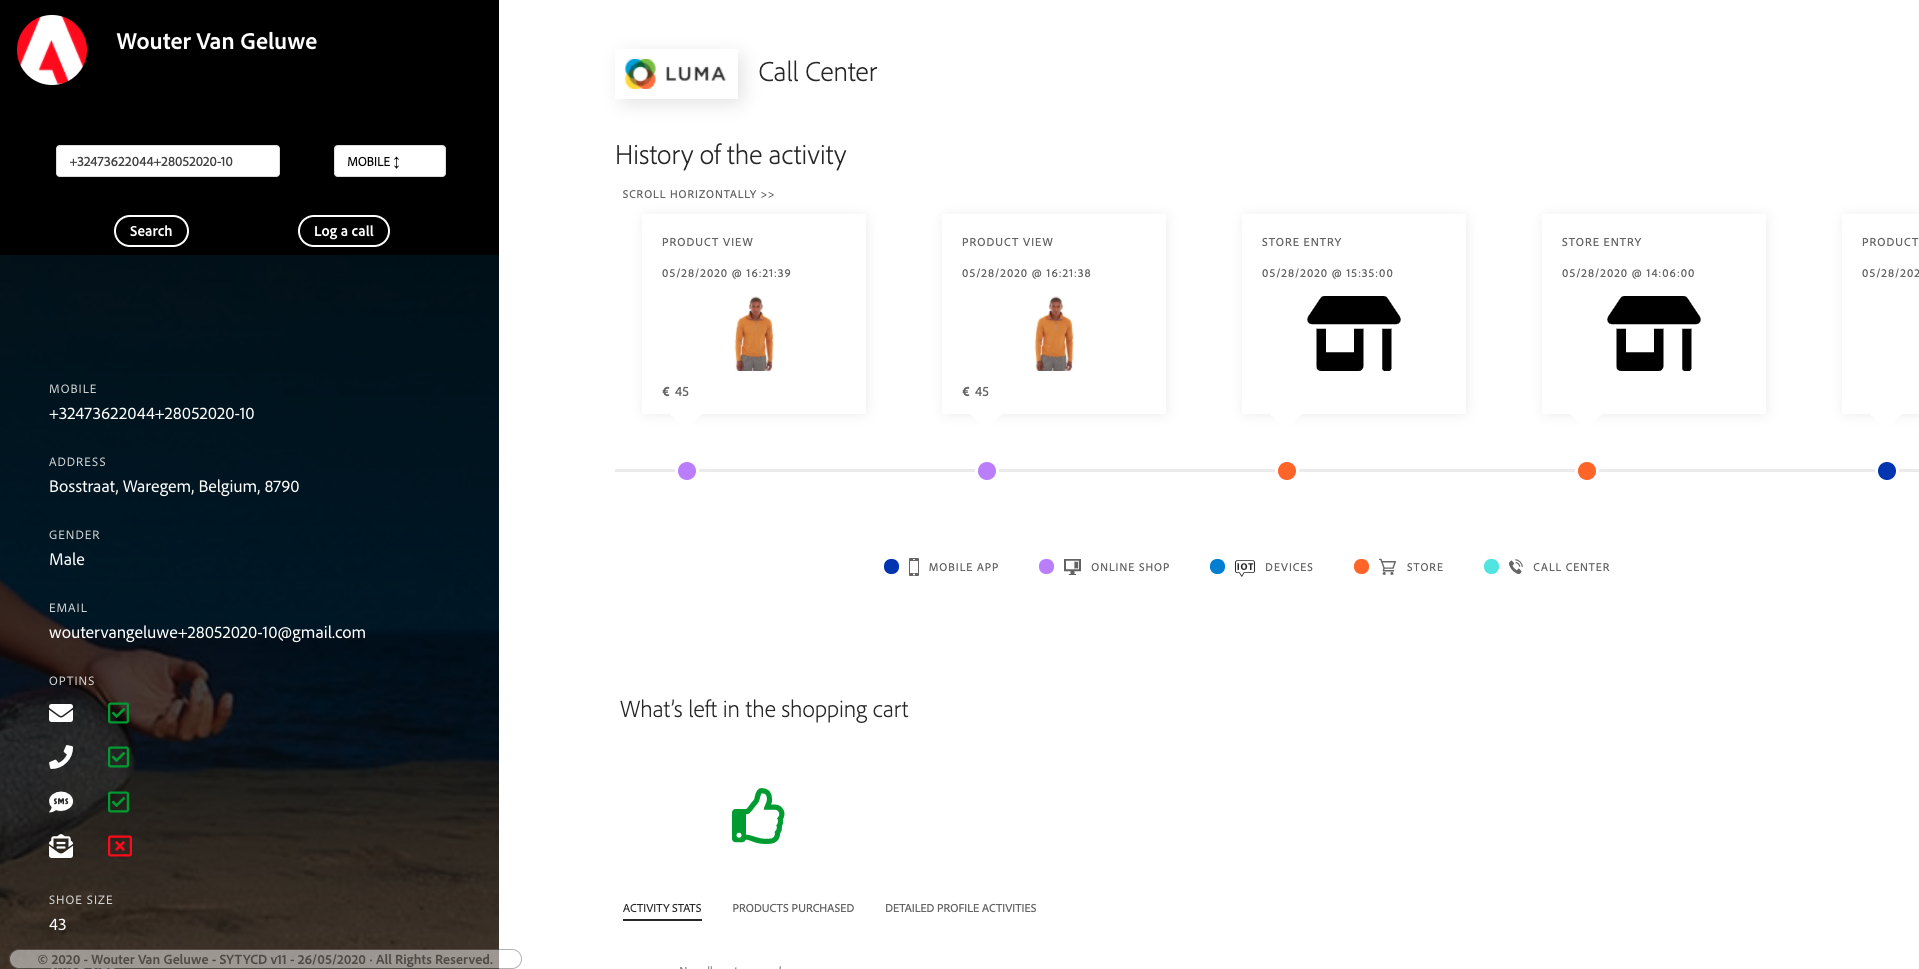 Wouter Van Geluwe
+32473622044+28052020-10
MOBILE
Search
Log a call
MOBILE
+32473622044+28052020-10
ADDRESS
Bosstraat, Waregem, Belgium, 8790
GENDER
Male
EMAIL
woutervangeluwe+28052020-10@gmail.com
OPTINS
SMS
SHOE SIZE
43
© 2020 - Wouter Van Geluwe - SYTYCD v11 - 26/05/2020 · All Rights Reserved.
LUMA
Call Center
History of the activity
SCROLL HORIZONTALLY >>
PRODUCT VIEW
05/28/2020 @ 16:21:39
€ 45
PRODUCT VIEW
05/28/2020 @ 16:21:38
€ 45
STORE ENTRY
05/28/2020 @ 15:35:00
STORE ENTRY
05/28/2020 @ 14:06:00
PRODUCT
05/28/202
MOBILE APP
ONLINE SHOP
IOT
DEVICES
STORE
CALL CENTER
What's left in the shopping cart
ACTIVITY STATS
PRODUCTS PURCHASED
DETAILED PROFILE ACTIVITIES